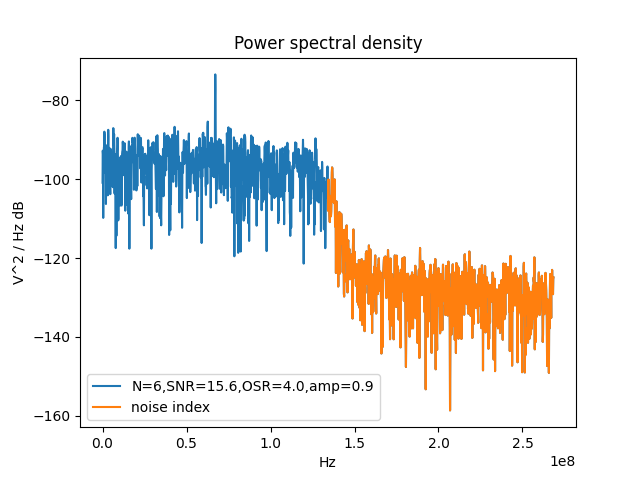 Power spectral density
−80
−100
−120
−140
−160
V^2 / Hz dB
N=6,SNR=15.6,OSR=4.0,amp=0.9
noise index
0.0 0.5 1.0 1.5 2.0 2.5
1e8
Hz